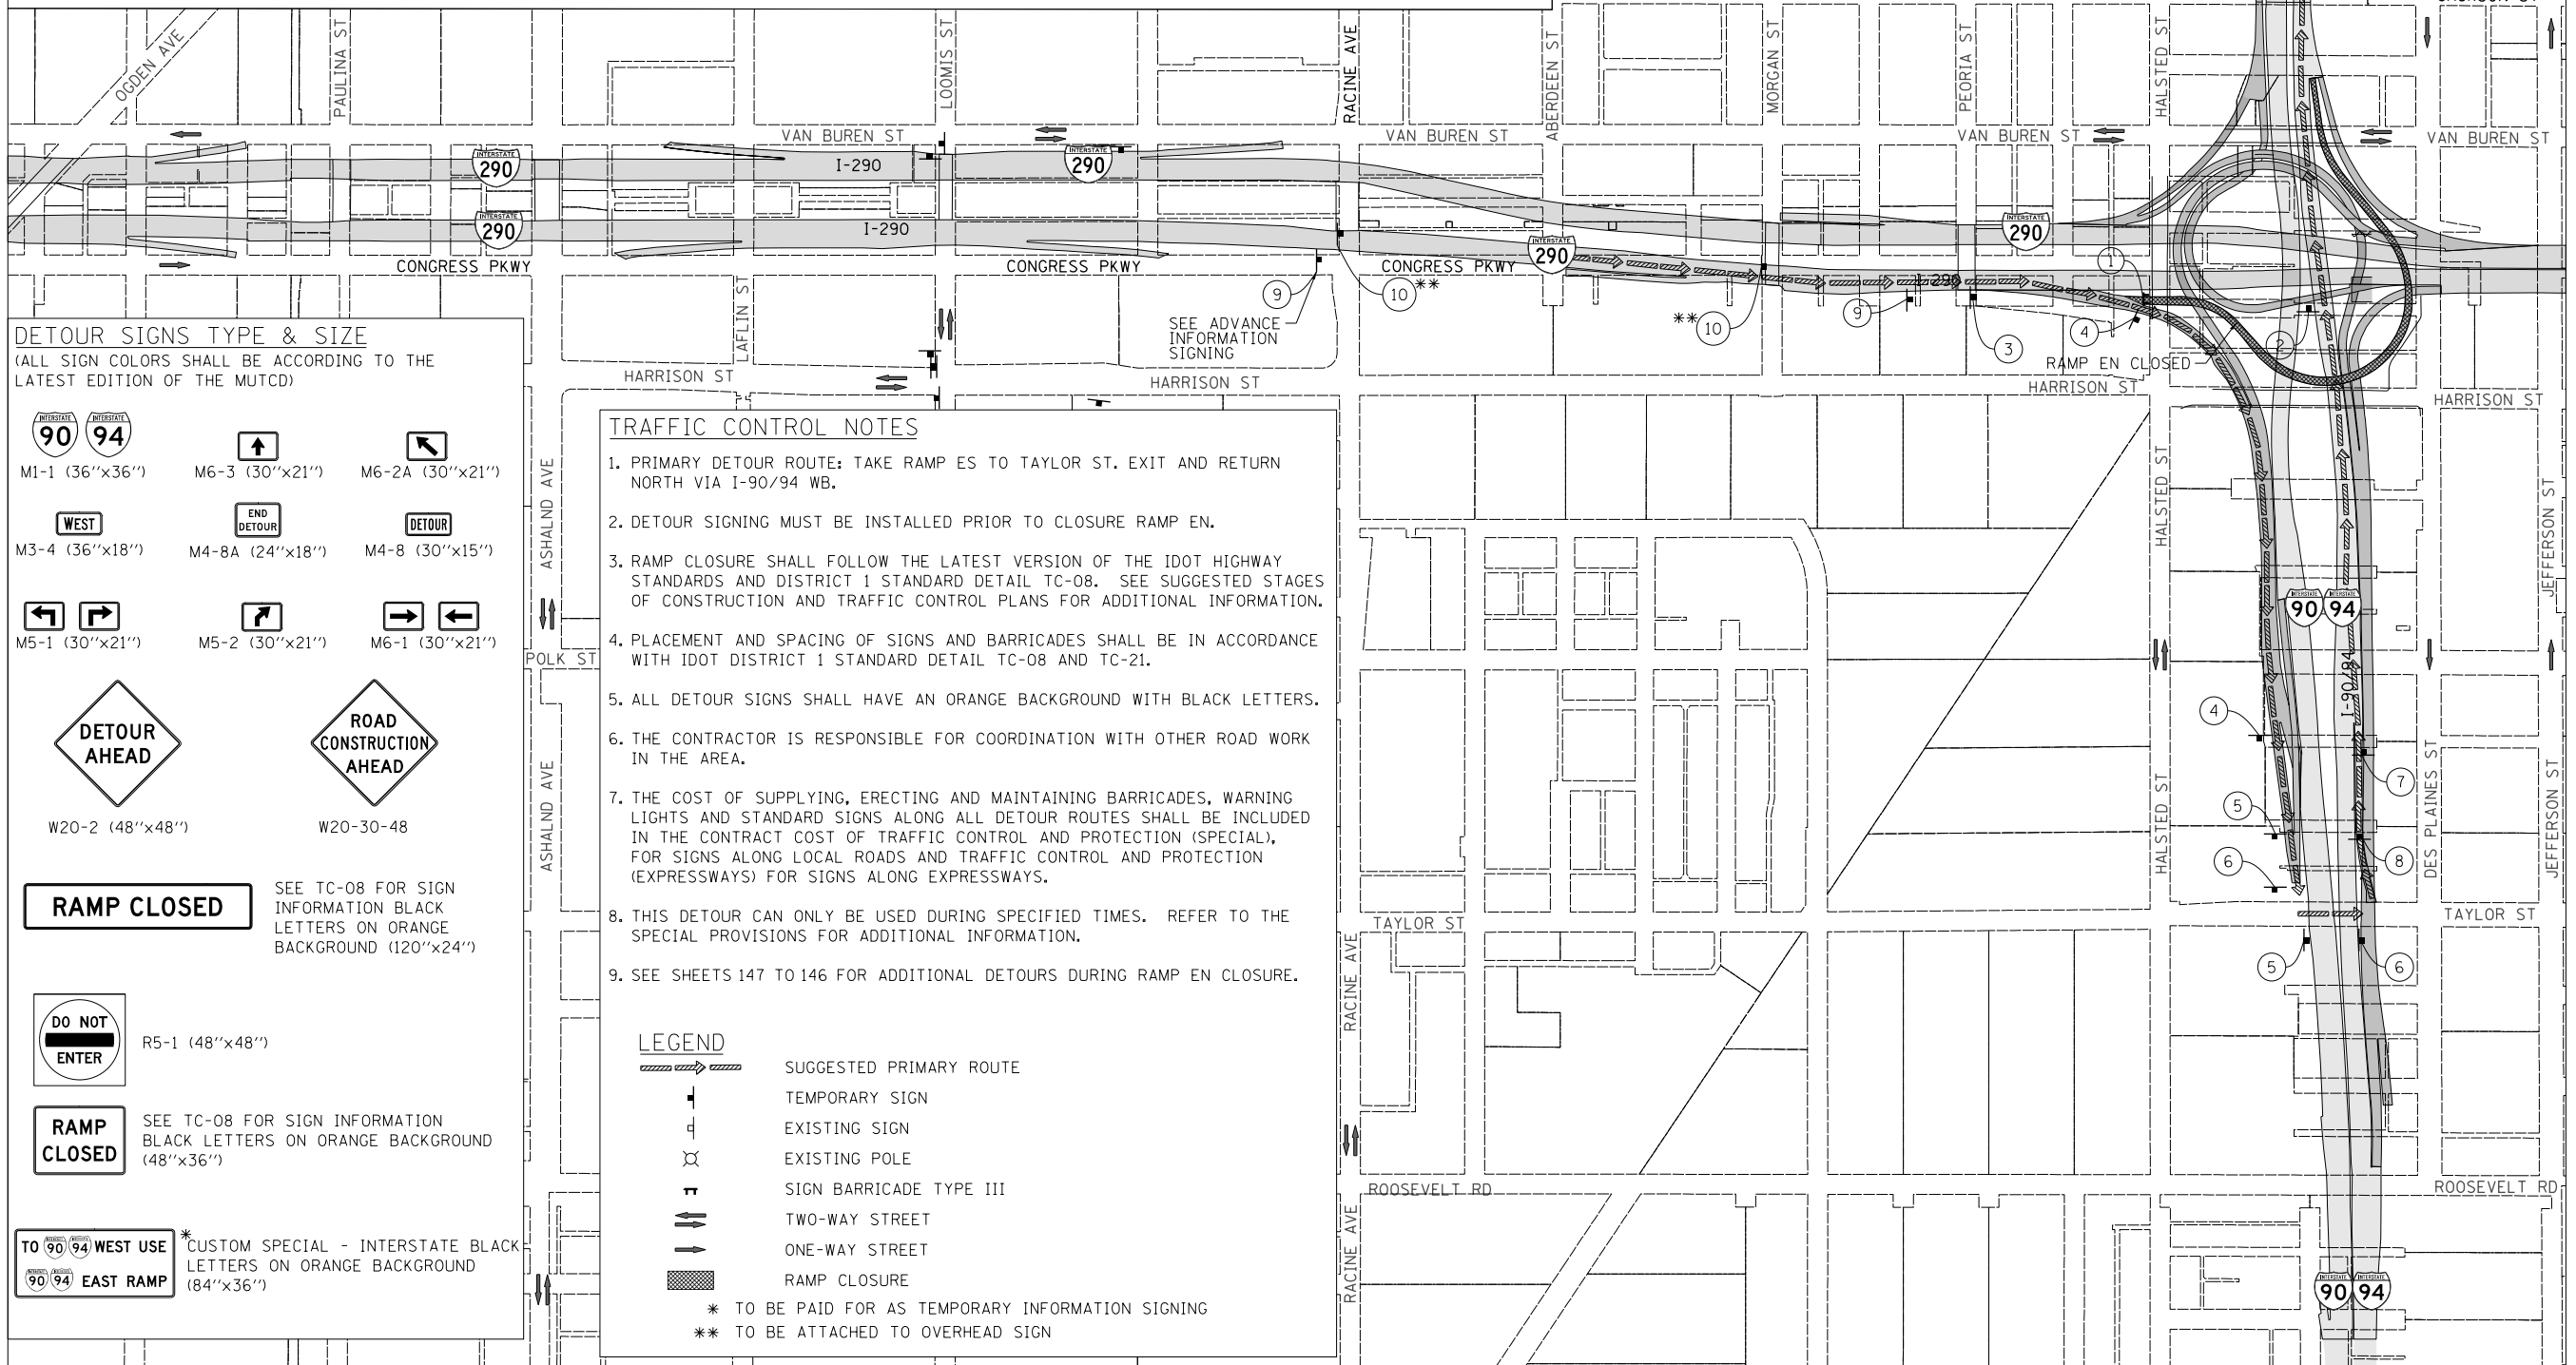 OGDEN AVE
PAULINA ST
LOOMIS ST
RACINE AVE
ABERDEEN ST
MORGAN ST
PEORIA ST
HALSTED ST
VAN BUREN ST
VAN BUREN ST
VAN BUREN ST
VAN BUREN ST
INTERSTATE
290
I-290
INTERSTATE
290
INTERSTATE
290
I-290
INTERSTATE
290
INTERSTATE
290
CONGRESS PKWY
CONGRESS PKWY
CONGRESS PKWY
I-290
1
9
10
**
SEE ADVANCE
INFORMATION
SIGNING
**
10
9
3
4
2
RAMP EN CLOSED
LAFLIN ST
HARRISON ST
HARRISON ST
HARRISON ST
HARRISON ST
DETOUR SIGNS TYPE & SIZE
(ALL SIGN COLORS SHALL BE ACCORDING TO THE
LATEST EDITION OF THE MUTCD)
INTERSTATE
90
INTERSTATE
94
M1-1 (36''x36'')
M6-3 (30''x21'')
M6-2A (30''x21'')
WEST
END
DETOUR
DETOUR
M3-4 (36''x18'')
M4-8A (24''x18'')
M4-8 (30''x15'')
M5-1 (30''x21'')
M5-2 (30''x21'')
M6-1 (30''x21'')
DETOUR
AHEAD
ROAD
CONSTRUCTION
AHEAD
W20-2 (48''x48'')
W20-30-48
RAMP CLOSED
SEE TC-08 FOR SIGN
INFORMATION BLACK
LETTERS ON ORANGE
BACKGROUND (120''x24'')
DO NOT
ENTER
R5-1 (48''x48'')
RAMP
CLOSED
SEE TC-08 FOR SIGN INFORMATION
BLACK LETTERS ON ORANGE BACKGROUND
(48''x36'')
TO 90 94 WEST USE
90 94 EAST RAMP
*
CUSTOM SPECIAL - INTERSTATE BLACK
LETTERS ON ORANGE BACKGROUND
(84''x36'')
ASHALND AVE
POLK ST
ASHALND AVE
TRAFFIC CONTROL NOTES
1. PRIMARY DETOUR ROUTE: TAKE RAMP ES TO TAYLOR ST. EXIT AND RETURN
NORTH VIA I-90/94 WB.
2. DETOUR SIGNING MUST BE INSTALLED PRIOR TO CLOSURE RAMP EN.
3. RAMP CLOSURE SHALL FOLLOW THE LATEST VERSION OF THE IDOT HIGHWAY
STANDARDS AND DISTRICT 1 STANDARD DETAIL TC-08. SEE SUGGESTED STAGES
OF CONSTRUCTION AND TRAFFIC CONTROL PLANS FOR ADDITIONAL INFORMATION.
4. PLACEMENT AND SPACING OF SIGNS AND BARRICADES SHALL BE IN ACCORDANCE
WITH IDOT DISTRICT 1 STANDARD DETAIL TC-08 AND TC-21.
5. ALL DETOUR SIGNS SHALL HAVE AN ORANGE BACKGROUND WITH BLACK LETTERS.
6. THE CONTRACTOR IS RESPONSIBLE FOR COORDINATION WITH OTHER ROAD WORK
IN THE AREA.
7. THE COST OF SUPPLYING, ERECTING AND MAINTAINING BARRICADES, WARNING
LIGHTS AND STANDARD SIGNS ALONG ALL DETOUR ROUTES SHALL BE INCLUDED
IN THE CONTRACT COST OF TRAFFIC CONTROL AND PROTECTION (SPECIAL),
FOR SIGNS ALONG LOCAL ROADS AND TRAFFIC CONTROL AND PROTECTION
(EXPRESSWAYS) FOR SIGNS ALONG EXPRESSWAYS.
8. THIS DETOUR CAN ONLY BE USED DURING SPECIFIED TIMES. REFER TO THE
SPECIAL PROVISIONS FOR ADDITIONAL INFORMATION.
9. SEE SHEETS 147 TO 146 FOR ADDITIONAL DETOURS DURING RAMP EN CLOSURE.
LEGEND
SUGGESTED PRIMARY ROUTE
TEMPORARY SIGN
EXISTING SIGN
EXISTING POLE
SIGN BARRICADE TYPE III
TWO-WAY STREET
ONE-WAY STREET
RAMP CLOSURE
* TO BE PAID FOR AS TEMPORARY INFORMATION SIGNING
** TO BE ATTACHED TO OVERHEAD SIGN
HALSTED ST
JEFFERSON ST
INTERSTATE
90
INTERSTATE
94
I-90/94
4
7
5
8
6
HALSTED ST
DES PLAINES ST
JEFFERSON ST
TAYLOR ST
TAYLOR ST
RACINE AVE
5
6
ROOSEVELT RD
ROOSEVELT RD
RACINE AVE
INTERSTATE
90
INTERSTATE
94